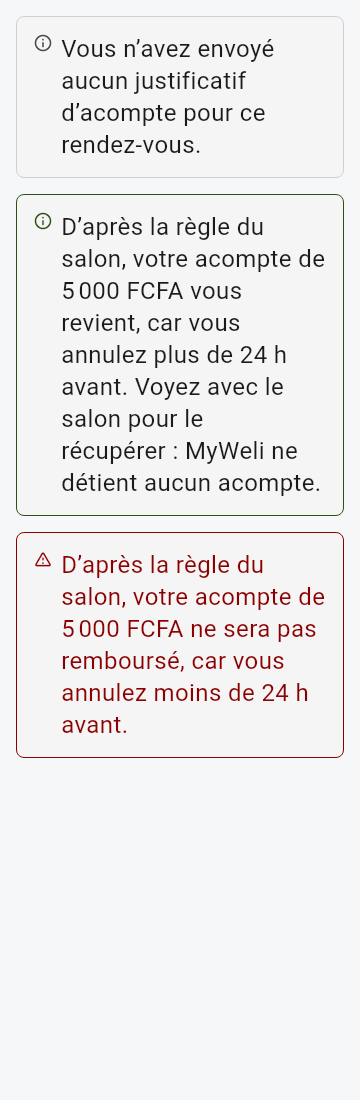 Vous n’avez envoyé
aucun justificatif
d’acompte pour ce
rendez-vous.
D’après la règle du
salon, votre acompte de
5 000 FCFA vous
revient, car vous
annulez plus de 24 h
avant. Voyez avec le
salon pour le
récupérer : MyWeli ne
détient aucun acompte.
D’après la règle du
salon, votre acompte de
5 000 FCFA ne sera pas
remboursé, car vous
annulez moins de 24 h
avant.